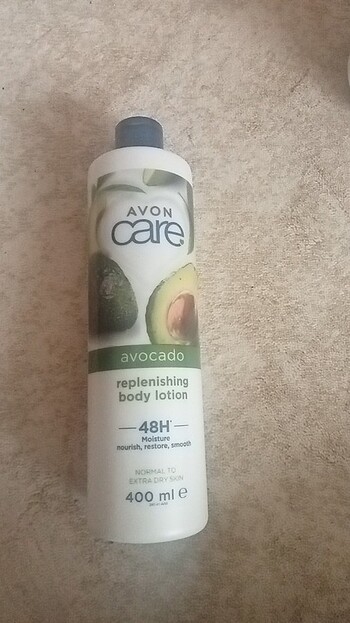 AVON
care
avocado
replenishing
body lotion
48H*
Moisture
nourish, restore, smooth
NORMAL TO
EXTRA DRY SKIN
400 ml e